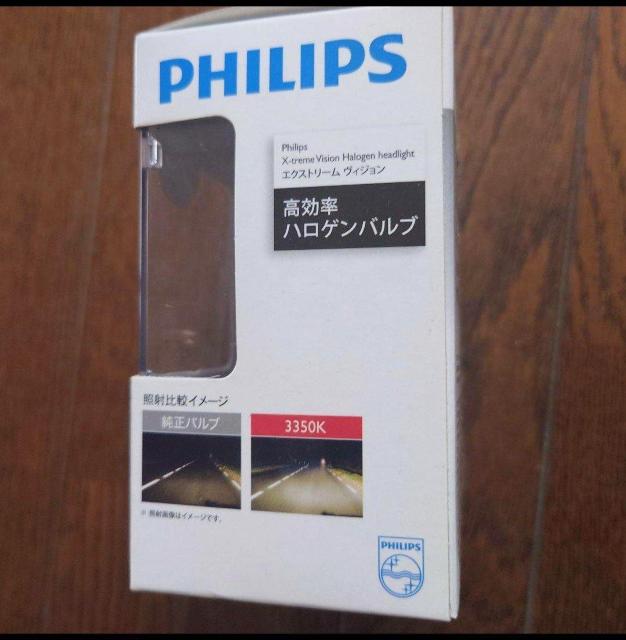 PHILIPS
Philips
X-treme Vision Halogen headlight
エクストリーム ヴィジョン
高効率
ハロゲンバルブ
照射比較イメージ
純正バルブ
3350K
※ 照射画像はイメージです。
PHILIPS